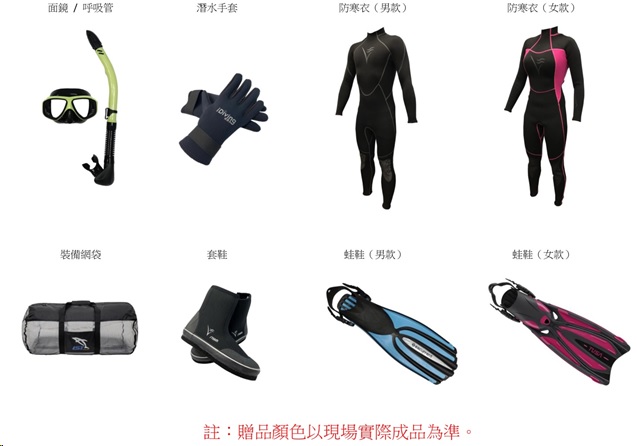 面鏡 / 呼吸管
潛水手套
防寒衣（男款）
防寒衣（女款）
裝備網袋
套鞋
蛙鞋（男款）
蛙鞋（女款）
註：贈品顏色以現場實際成品為準。